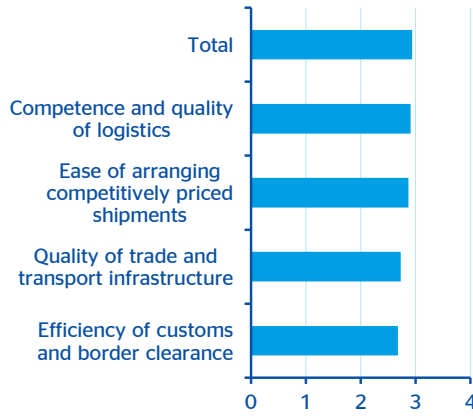 Total
Competence and quality
of logistics
Ease of arranging
competitively priced
shipments
Quality of trade and
transport infrastructure
Efficiency of customs
and border clearance
0 1 2 3 4